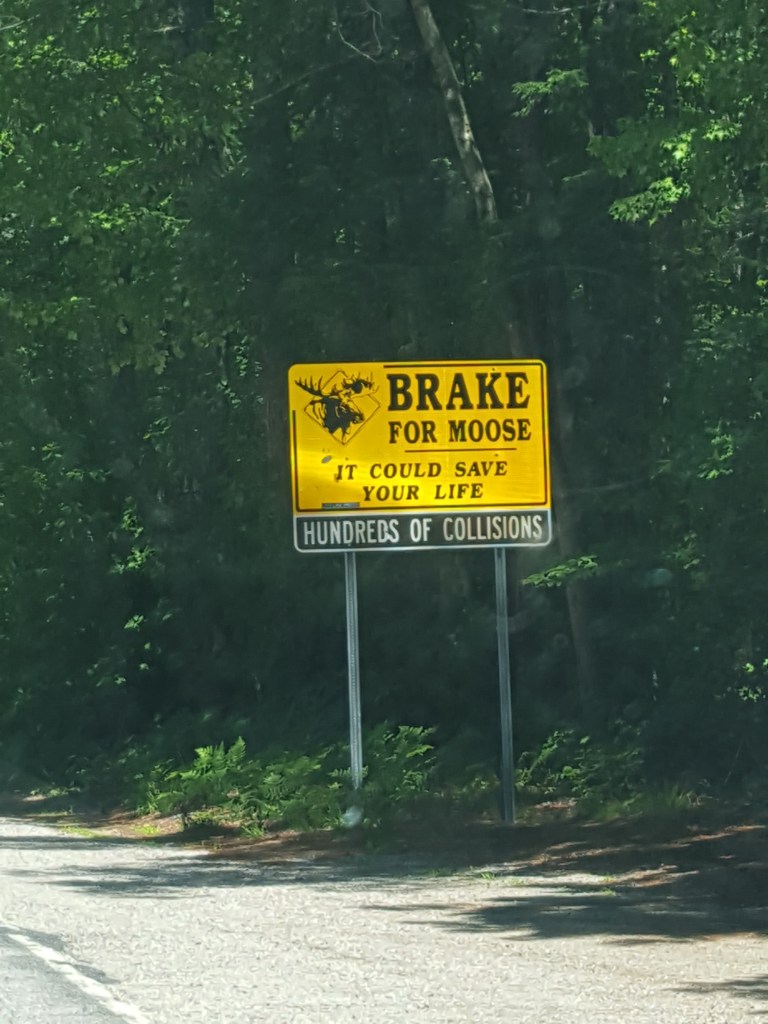 BRAKE
FOR MOOSE
IT COULD SAVE
YOUR LIFE
HUNDREDS OF COLLISIONS